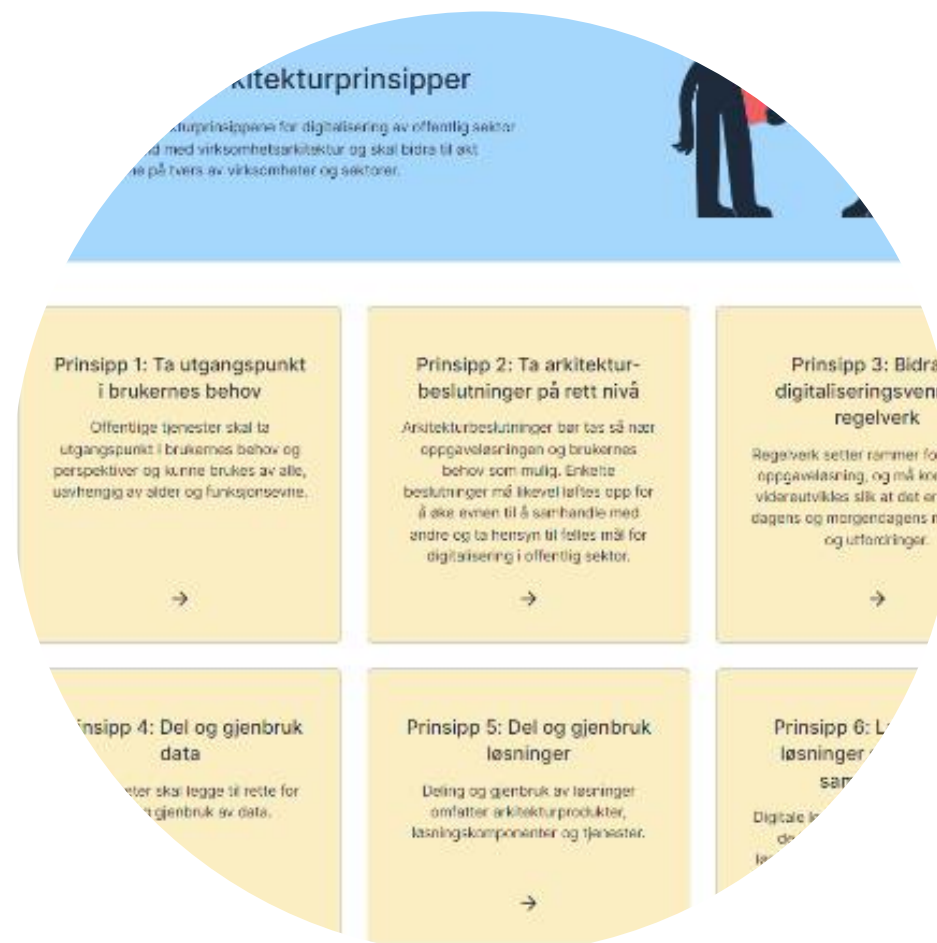 kitekturprinsipper
kturprinsippene for digitalisering av offentlig sektor
med virksomhetsarkitektur og skal bidra til økt
på tvers av virksomheter og sektorer.
Prinsipp 1: Ta utgangspunkt
i brukernes behov
Offentlige tjenester skal ta
utgangspunkt i brukernes behov og
perspektiver og kunne brukes av alle,
uavhengig av alder og funksjonsevne.
→
Prinsipp 2: Ta arkitektur-
beslutninger på rett nivå
Arkitekturbeslutninger bør tas så nær
oppgaveløsningen og brukernes
behov som mulig. Enkelte
beslutninger må likevel løftes opp for
å øke evnen til å samhandle med
andre og ta hensyn til felles mål for
digitalisering i offentlig sektor.
→
Prinsipp 3: Bidra
digitaliseringsvenn
regelverk
Regelverk setter rammer fo
oppgaveløsning, og må ko
videreutvikles slik at det er
dagens og morgendagens
og utfordringer.
→
nsipp 4: Del og gjenbruk
data
eter skal legge til rette for
gjenbruk av data.
Prinsipp 5: Del og gjenbruk
løsninger
Deling og gjenbruk av løsninger
omfatter arkitekturprodukter,
løsningskomponenter og tjenester.
→
Prinsipp 6: L
løsninger
sam
Digitale